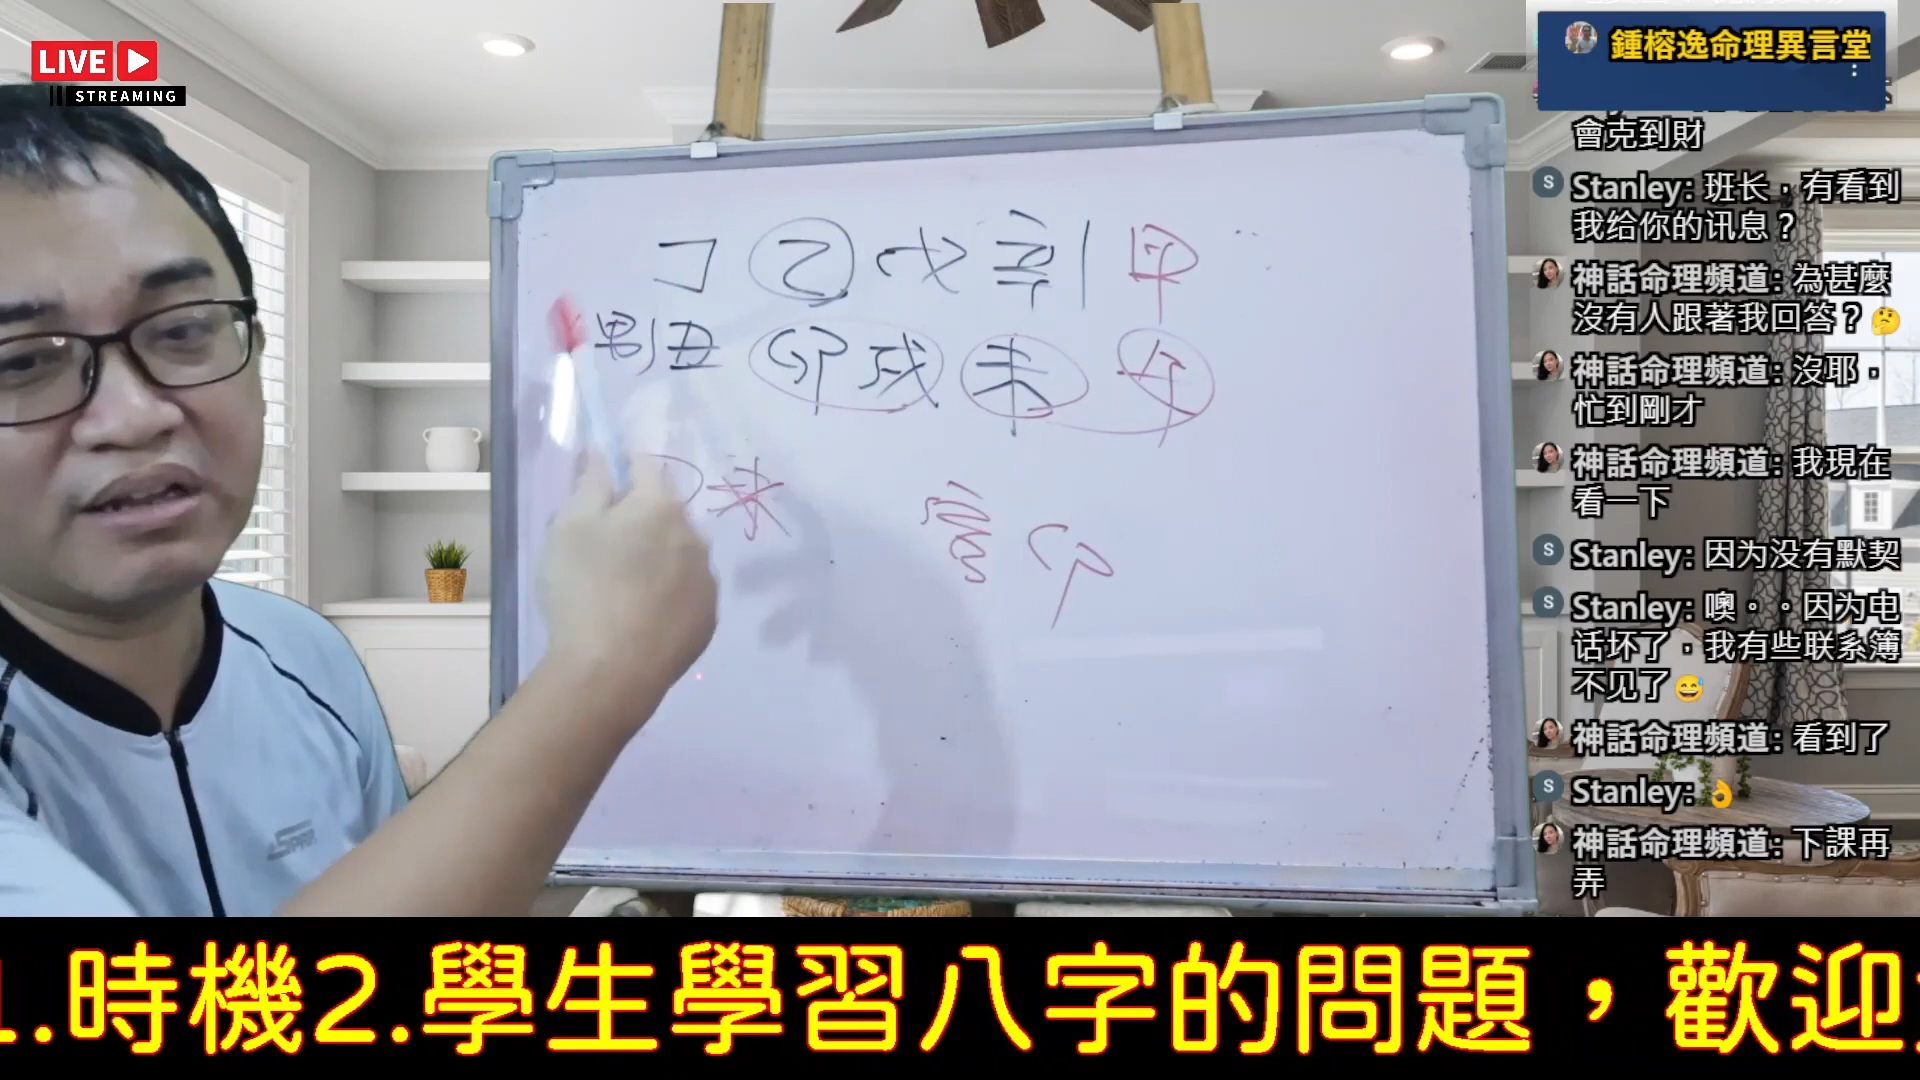 LIVE
STREAMING
鍾榕逸命理異言堂
會克到財
Stanley: 班长．有看到
我给你的讯息？
神話命理頻道: 為甚麼
沒有人跟著我回答？🤔
神話命理頻道: 沒耶．
忙到剛才
神話命理頻道: 我現在
看一下
Stanley: 因为没有默契
Stanley: 噢。。因为电
话坏了．我有些联系簿
不见了😅
神話命理頻道: 看到了
Stanley: 👌
神話命理頻道: 下課再
弄
乙戊辛 甲
丑卯戌未 午
未
卯
SPM
1.時機2.學生學習八字的問題，歡迎